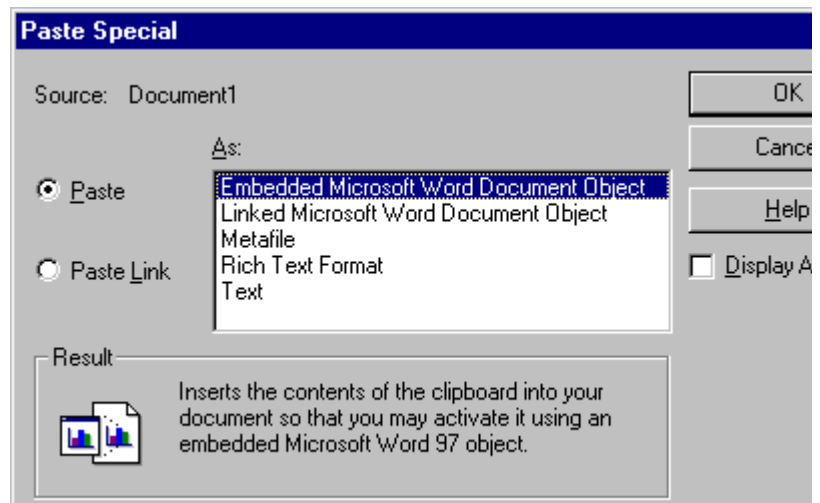 Paste Special
Source: Document1
OK
As:
Cance
Paste
Embedded Microsoft Word Document Object
Linked Microsoft Word Document Object
Help
Metafile
Paste Link
Rich Text Format
Display A
Text
Result
Inserts the contents of the clipboard into your
document so that you may activate it using an
embedded Microsoft Word 97 object.